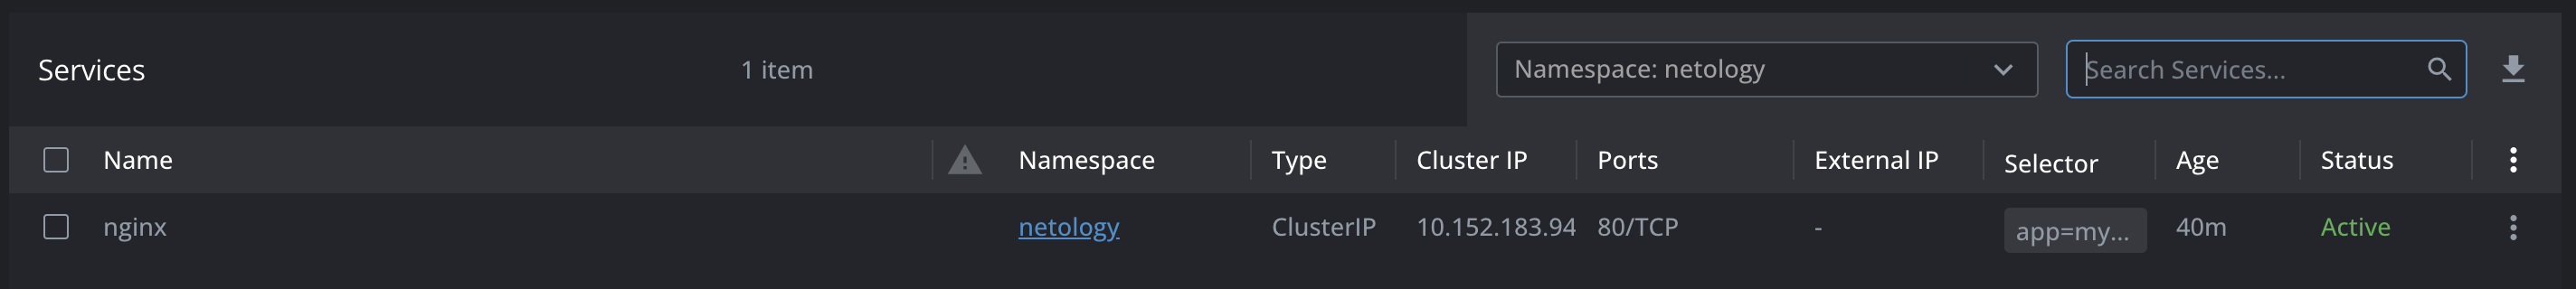 Services 1 item Namespace: netology Search Services...
Name Namespace Type Cluster IP Ports External IP Selector Age Status
nginx netology ClusterIP 10.152.183.94 80/TCP - app=my... 40m Active